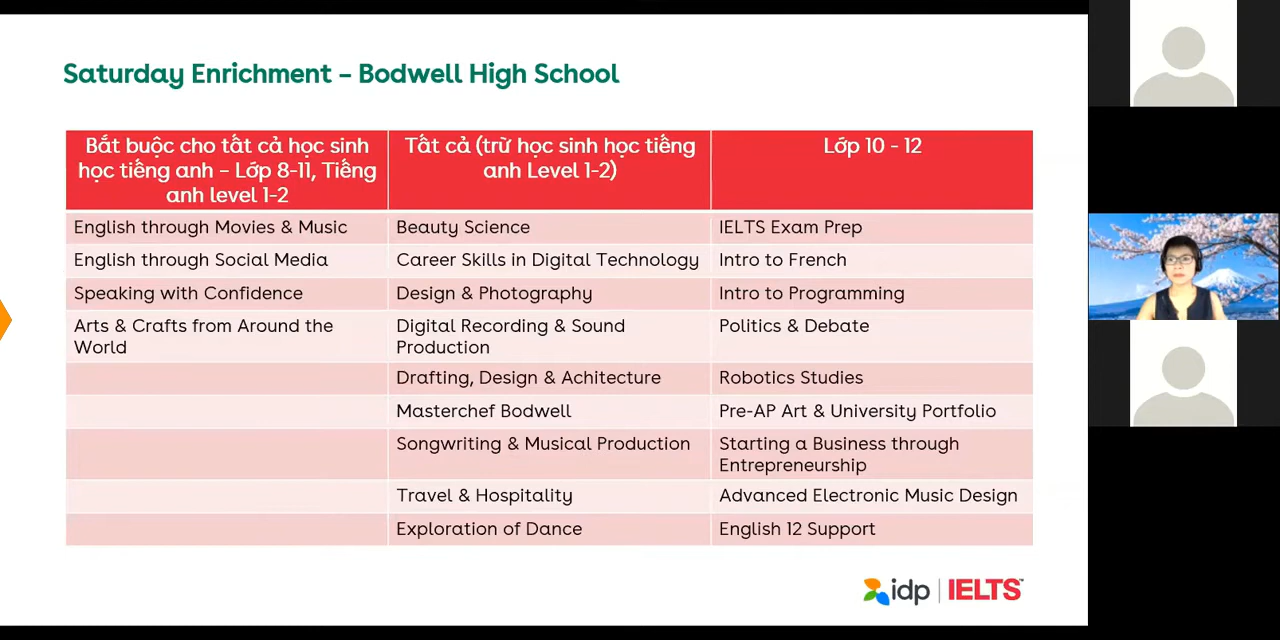 Saturday Enrichment – Bodwell High School
Bắt buộc cho tất cả học sinh
học tiếng anh – Lớp 8-11, Tiếng
anh level 1-2
Tất cả (trừ học sinh học tiếng
anh Level 1-2)
Lớp 10 - 12
English through Movies & Music
Beauty Science
IELTS Exam Prep
English through Social Media
Career Skills in Digital Technology
Intro to French
Speaking with Confidence
Design & Photography
Intro to Programming
Arts & Crafts from Around the
World
Digital Recording & Sound
Production
Politics & Debate
Drafting, Design & Achitecture
Robotics Studies
Masterchef Bodwell
Pre-AP Art & University Portfolio
Songwriting & Musical Production
Starting a Business through
Entrepreneurship
Travel & Hospitality
Advanced Electronic Music Design
Exploration of Dance
English 12 Support
idp | IELTS™